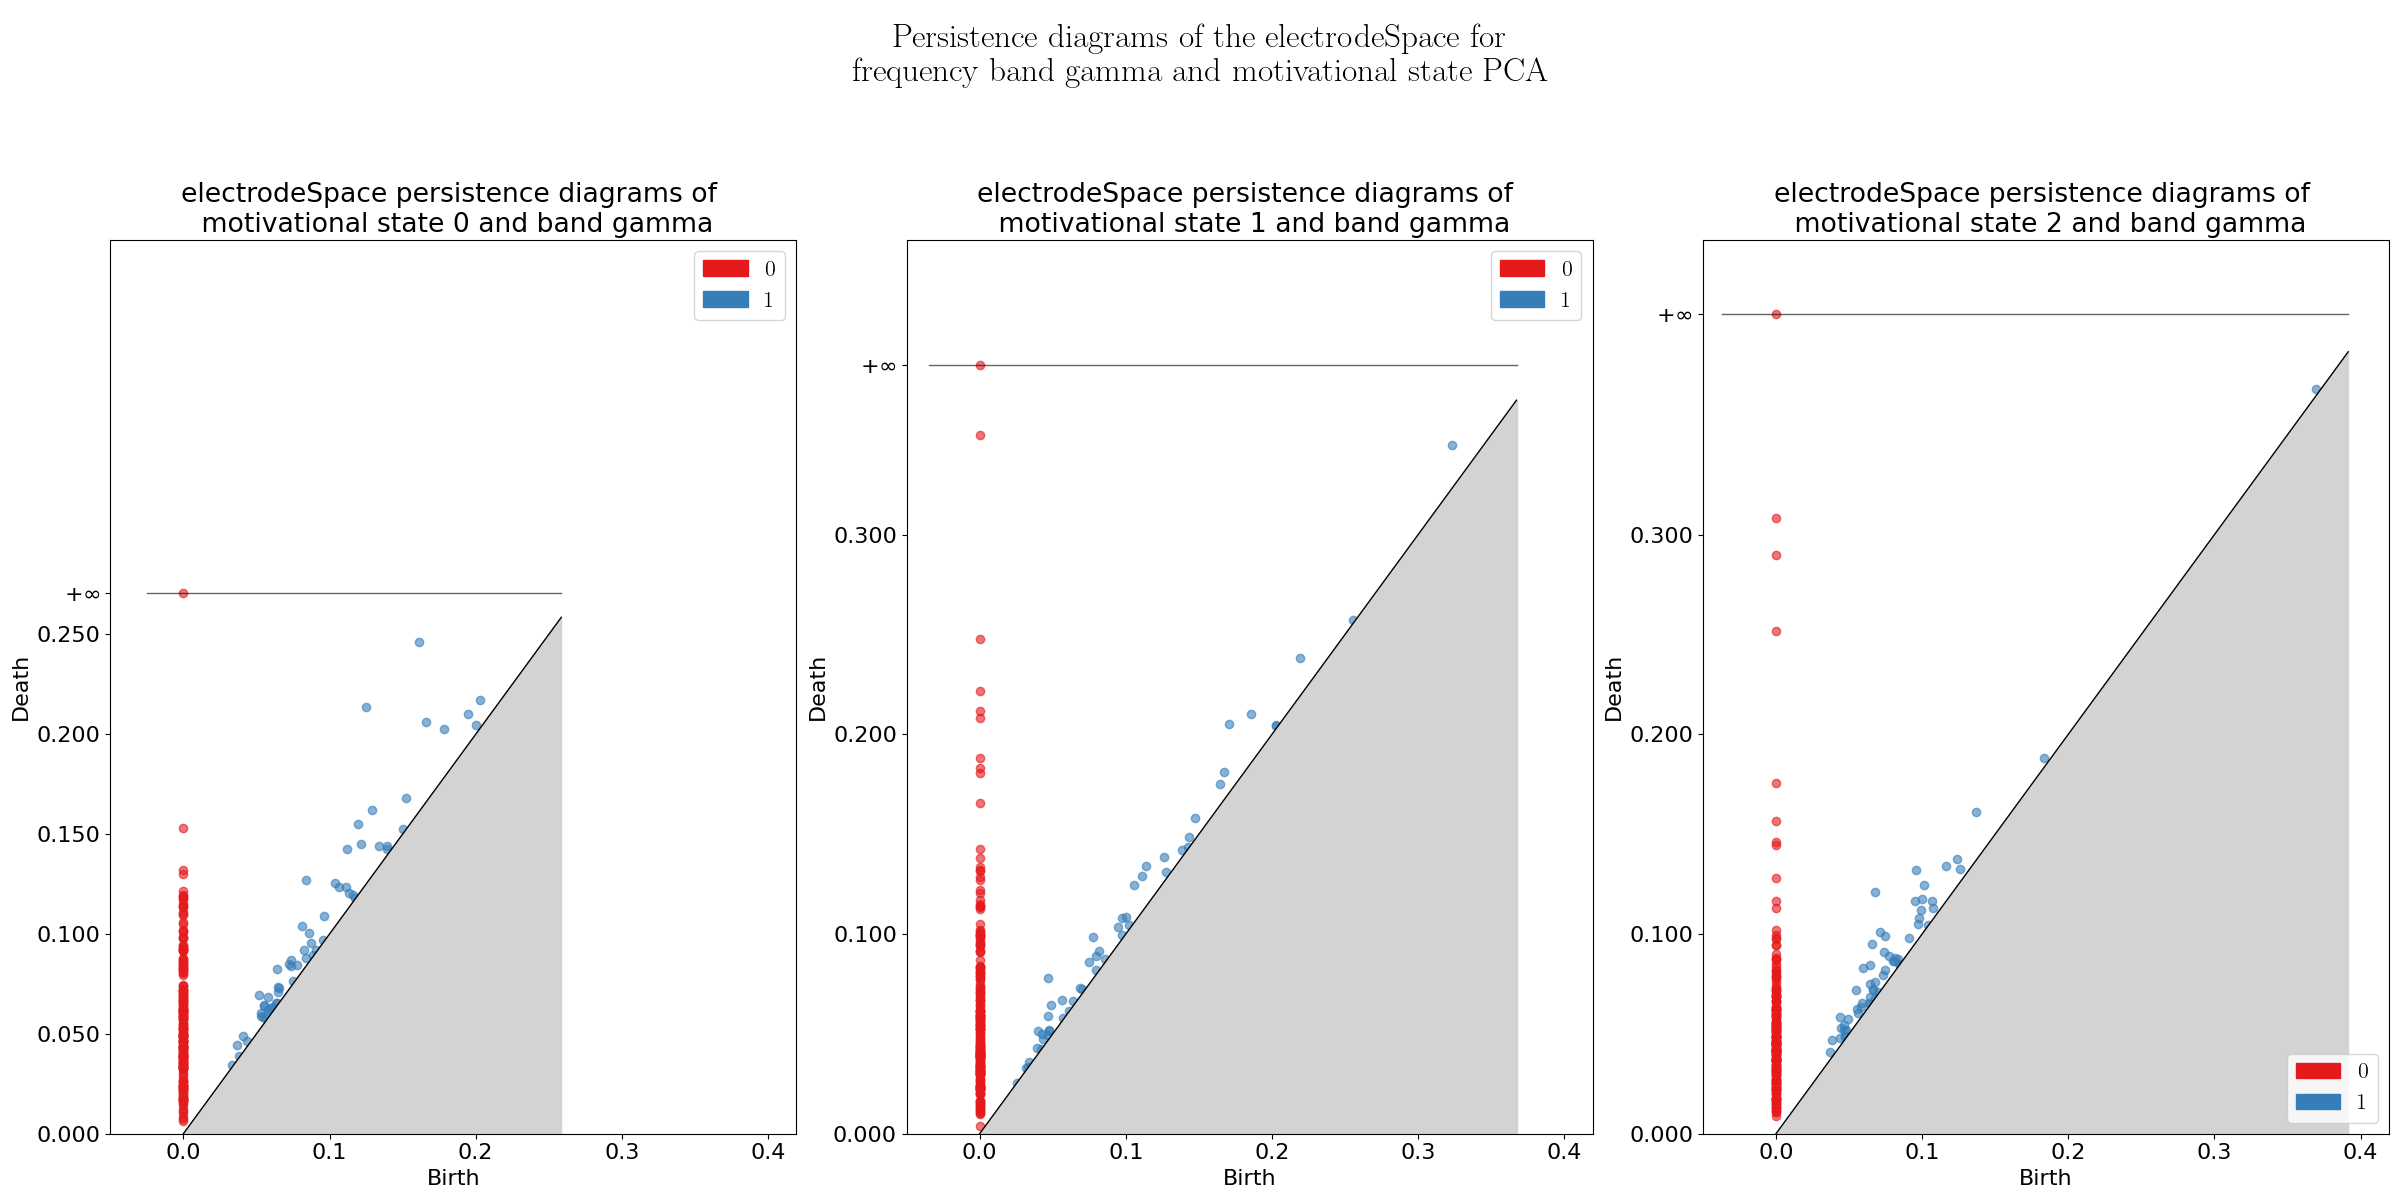 Persistence diagrams of the electrodeSpace for
frequency band gamma and motivational state PCA
electrodeSpace persistence diagrams of
motivational state 0 and band gamma
0
1
+∞
0.250
0.200
0.150
0.100
0.050
0.000
Death
0.0 0.1 0.2 0.3 0.4
Birth
electrodeSpace persistence diagrams of
motivational state 1 and band gamma
0
1
+∞
0.300
0.200
0.100
0.000
Death
0.0 0.1 0.2 0.3 0.4
Birth
electrodeSpace persistence diagrams of
motivational state 2 and band gamma
+∞
0.300
0.200
0.100
0.000
Death
0
1
0.0 0.1 0.2 0.3 0.4
Birth